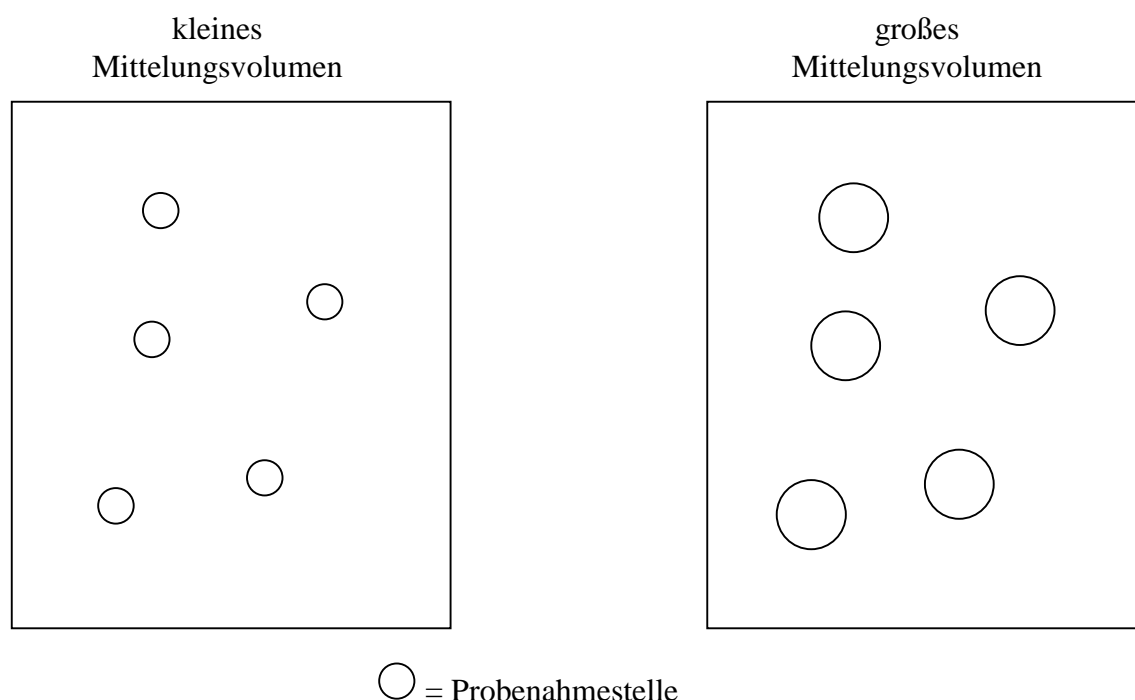 kleines
Mittelungsvolumen
großes
Mittelungsvolumen
= Probenahmestelle